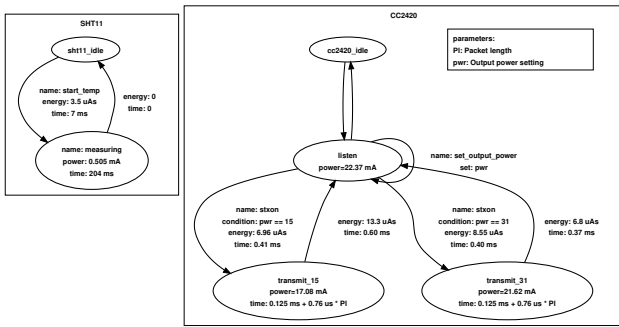 SHT11
sht11_idle
name: start_temp
energy: 3.5 uAs
time: 7 ms
energy: 0
time: 0
name: measuring
power: 0.505 mA
time: 204 ms
CC2420
cc2420_idle
parameters:
Pl: Packet length
pwr: Output power setting
listen
power=22.37 mA
name: set_output_power
set: pwr
name: stxon
condition: pwr == 15
energy: 6.96 uAs
time: 0.41 ms
energy: 13.3 uAs
time: 0.60 ms
name: stxon
condition: pwr == 31
energy: 8.55 uAs
time: 0.40 ms
energy: 6.8 uAs
time: 0.37 ms
transmit_15
power=17.08 mA
time: 0.125 ms + 0.76 us * Pl
transmit_31
power=21.62 mA
time: 0.125 ms + 0.76 us * Pl